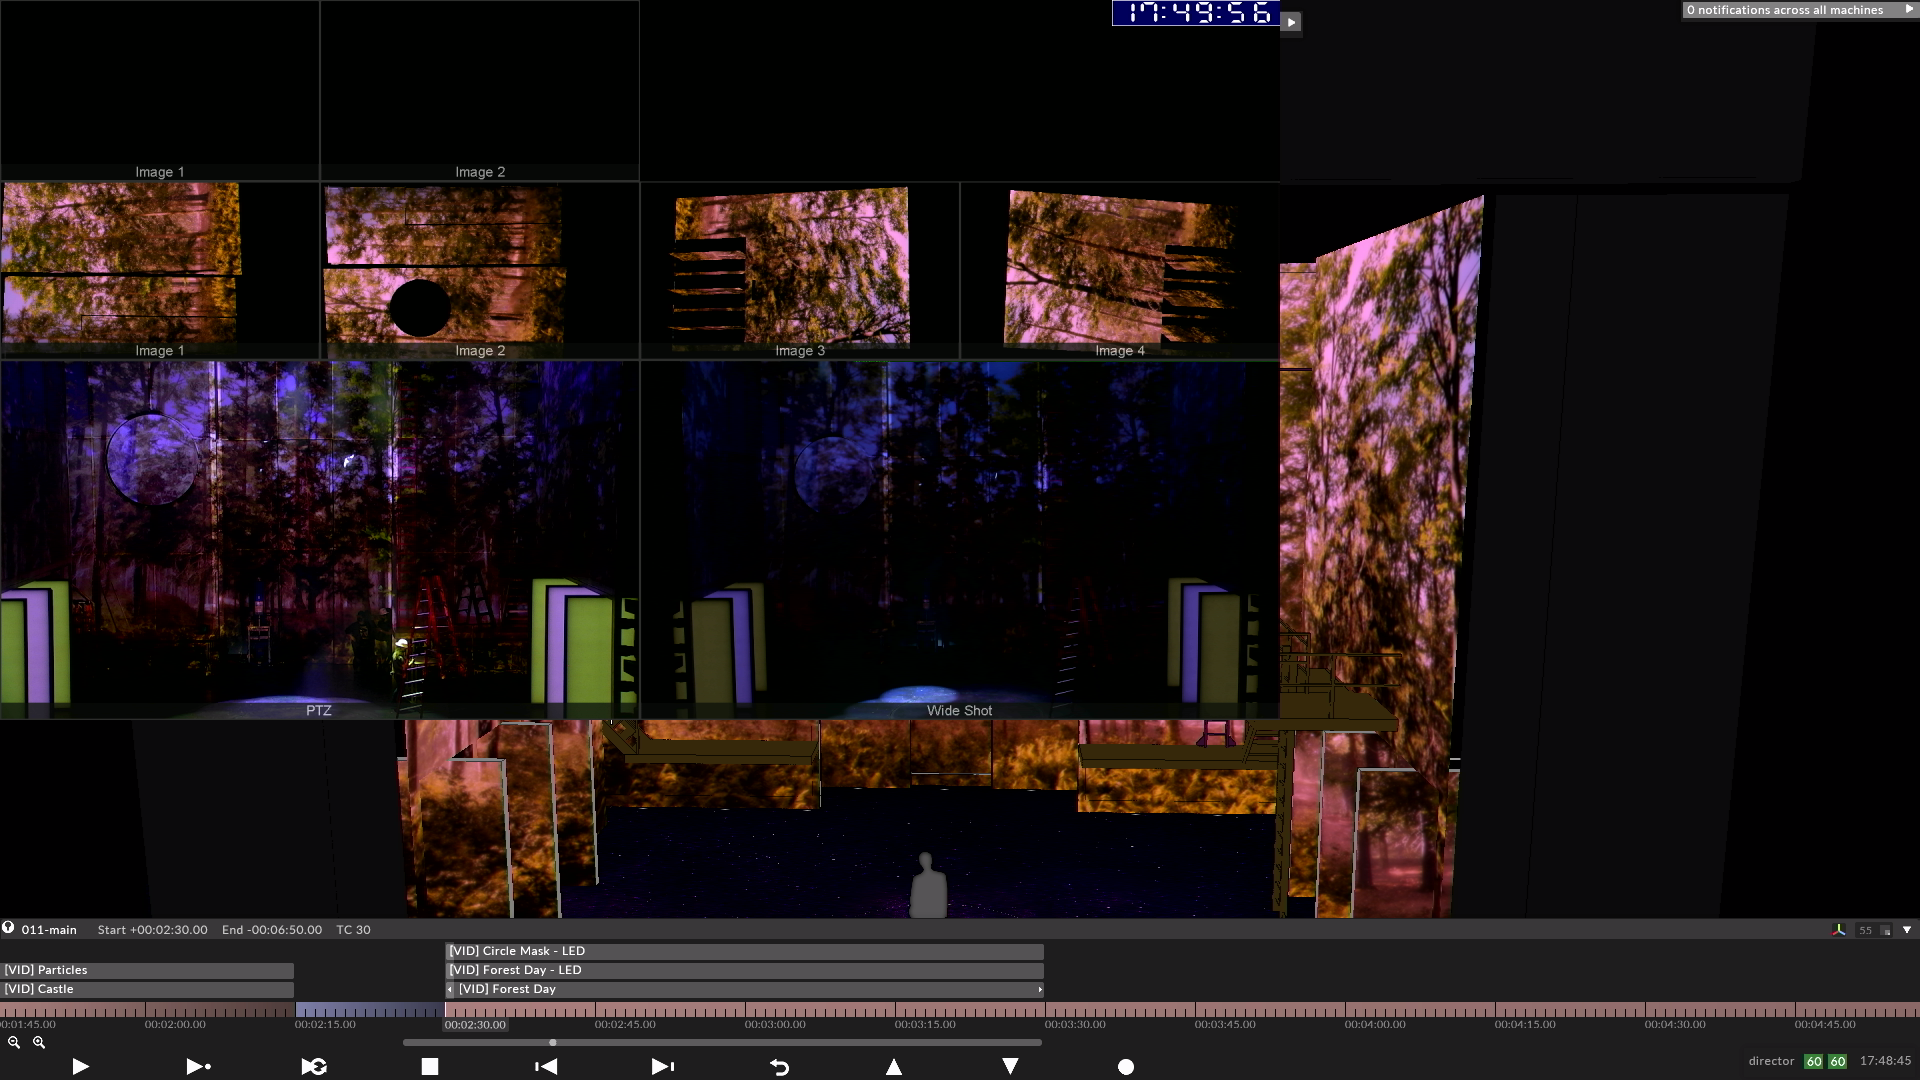 17:49:56
0 notifications across all machines
Image 1
Image 2
Image 1
Image 2
Image 3
Image 4
PTZ
Wide Shot
011-main Start +00:02:30.00 End -00:06:50.00 TC 30
55
[VID] Circle Mask - LED
[VID] Particles
[VID] Forest Day - LED
[VID] Castle
[VID] Forest Day
0:01:45.00 00:02:00.00 00:02:15.00 00:02:30.00 00:02:45.00 00:03:00.00 00:03:15.00 00:03:30.00 00:03:45.00 00:04:00.00 00:04:15.00 00:04:30.00 00:04:45.00
director 60 60 17:48:45